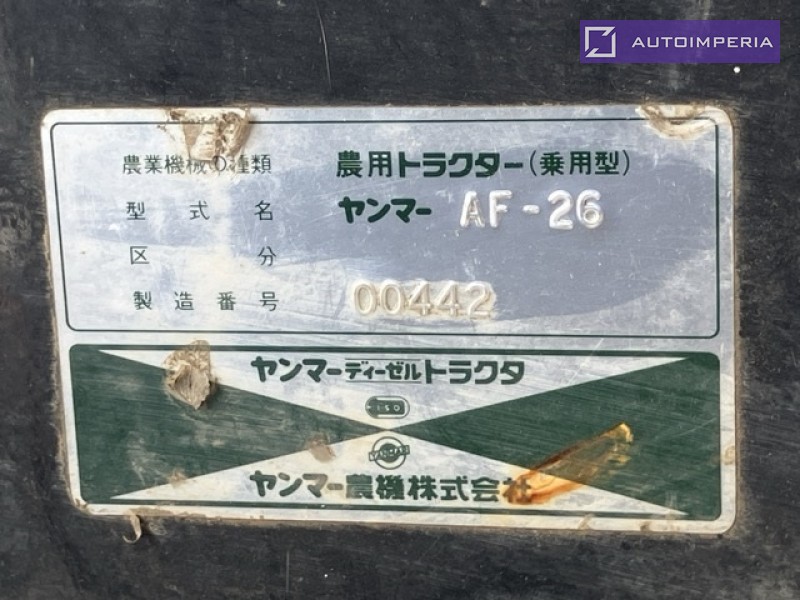 AUTOIMPERIA
農業機械の種類 農用トラクター(乗用型)
型式名 ヤンマー AF-26
区分
製造番号 00442
ヤンマーディーゼルトラクタ
ISO
YANMAR
ヤンマー農機株式会社